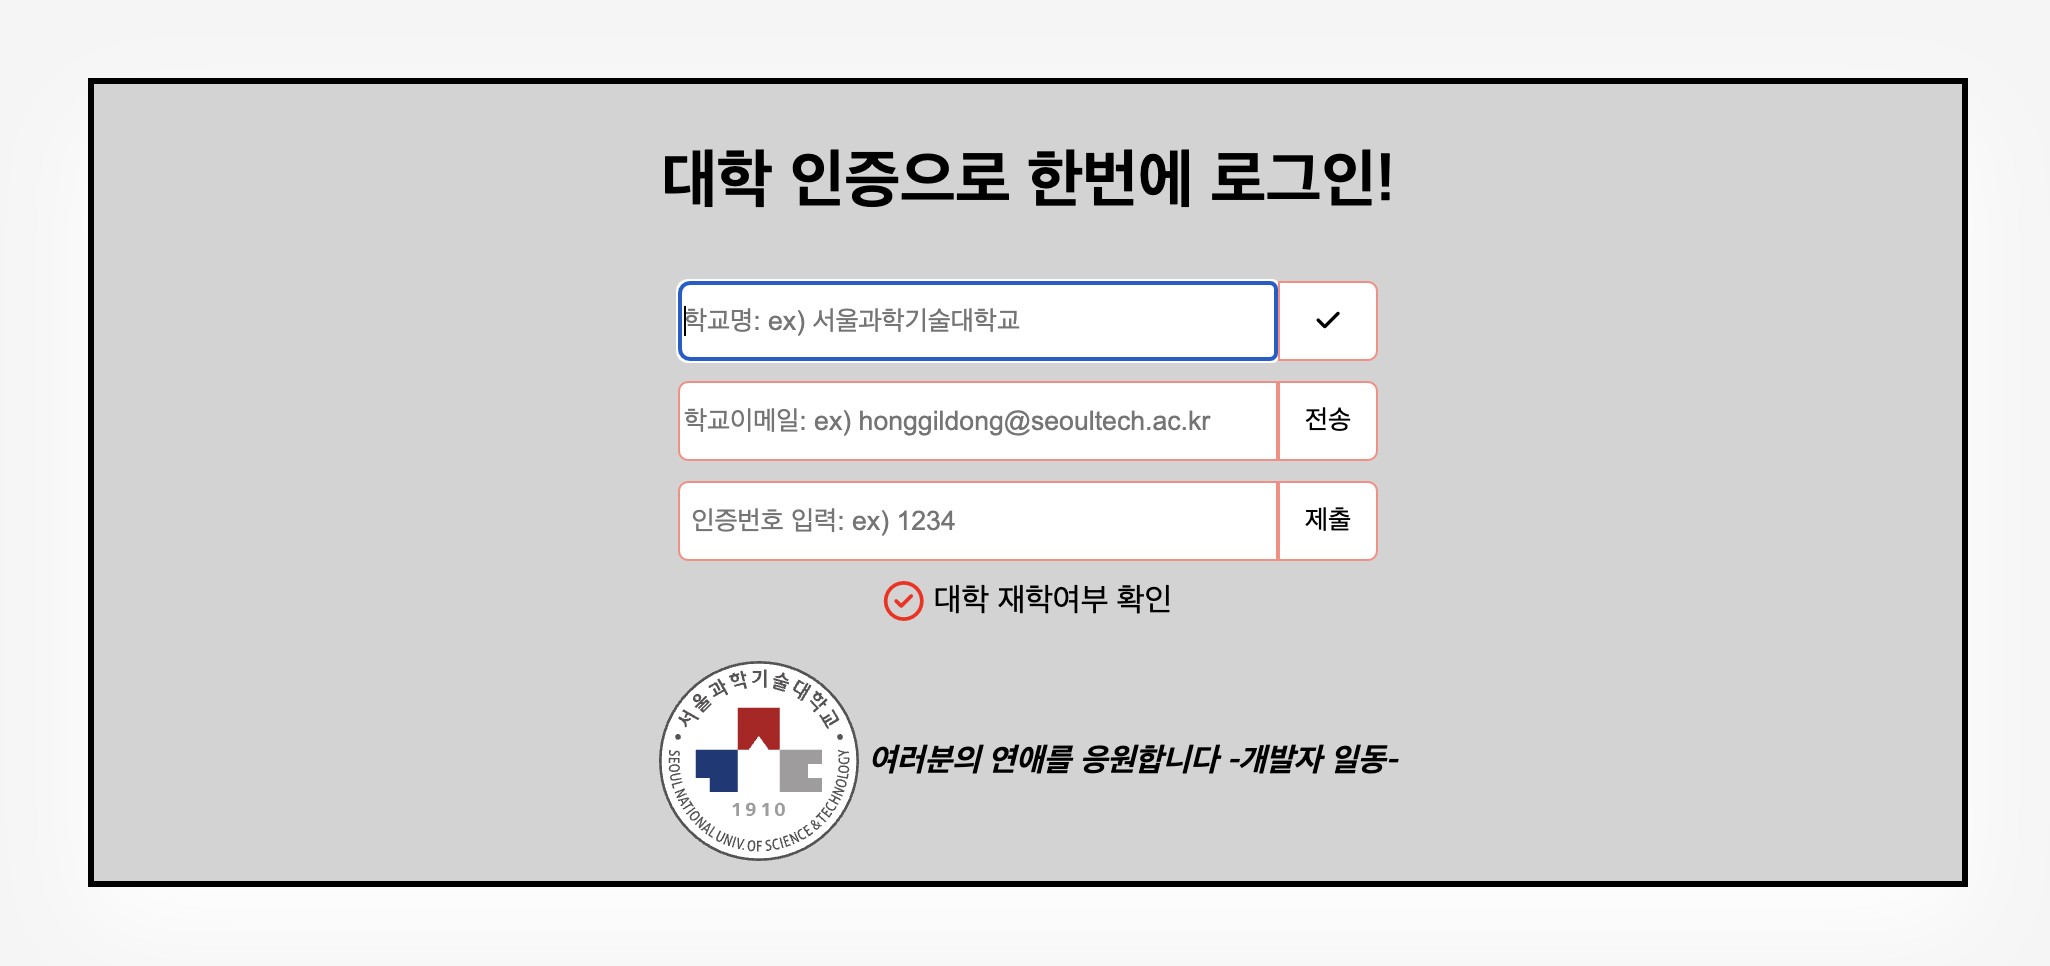 대학 인증으로 한번에 로그인!
학교명: ex) 서울과학기술대학교
학교이메일: ex) honggildong@seoultech.ac.kr
전송
인증번호 입력: ex) 1234
제출
대학 재학여부 확인
서울과학기술대학교
1910
SEOUL NATIONAL UNIV. OF SCIENCE & TECHNOLOGY
여러분의 연애를 응원합니다 -개발자 일동-